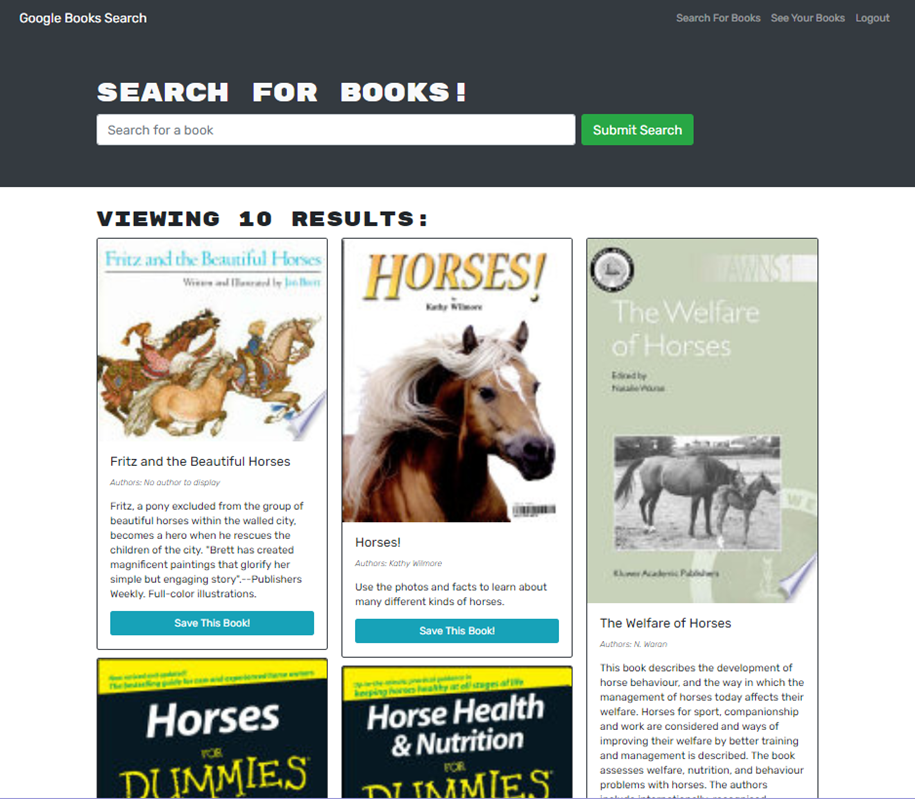 Google Books Search
Search For Books
See Your Books
Logout
SEARCH FOR BOOKS!
Search for a book
Submit Search
VIEWING 10 RESULTS:
Fritz and the Beautiful Horses
Written and Illustrated by Jan Brett
Fritz and the Beautiful Horses
Authors: No author to display
Fritz, a pony excluded from the group of
beautiful horses within the walled city,
becomes a hero when he rescues the
children of the city. "Brett has created
magnificent paintings that glorify her
simple but engaging story".--Publishers
Weekly. Full-color illustrations.
Save This Book!
HORSES!
by
Kathy Wilmore
Horses!
Authors: Kathy Wilmore
Use the photos and facts to learn about
many different kinds of horses.
Save This Book!
AWNS 1
The Welfare
of Horses
Edited by
Natalie Waran
Kluwer Academic Publishers
The Welfare of Horses
Authors: N. Waran
This book describes the development of
horse behaviour, and the way in which the
management of horses today affects their
welfare. Horses for sport, companionship
and work are considered and ways of
improving their welfare by better training
and management is described. The book
assesses welfare, nutrition, and behaviour
problems with horses. The authors
include internationally-recognised
New revised and updated!
The bestselling guide for new and experienced horse owners
Horses
FOR
DUMMIES
Up-to-the-minute, practical guidance to
keeping horses healthy at all stages of life
Horse Health
& Nutrition
FOR
DUMMIES